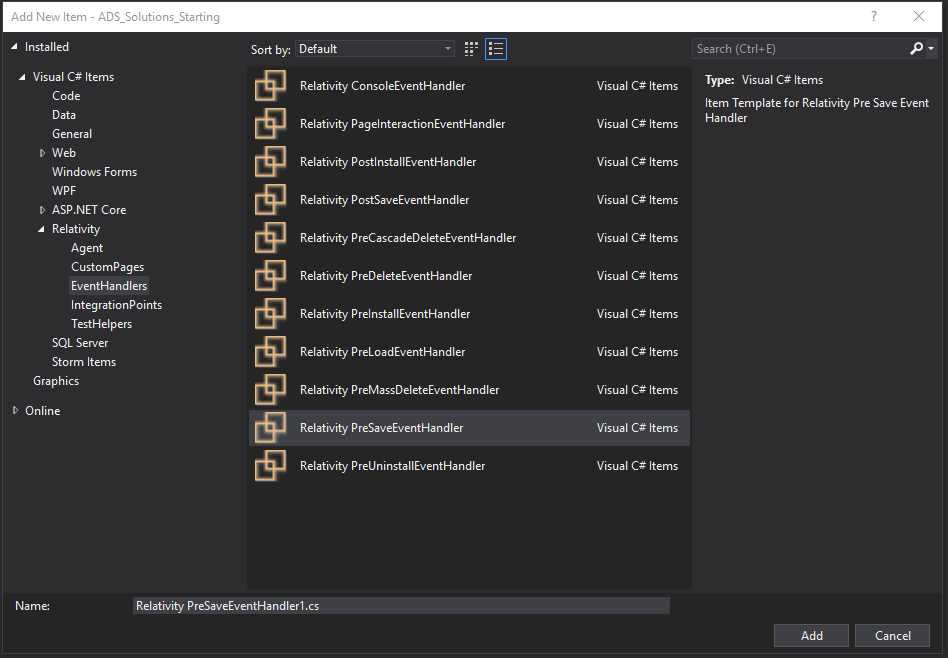 Add New Item - ADS_Solutions_Starting
?
Installed
Visual C# Items
Code
Data
General
Web
Windows Forms
WPF
ASP.NET Core
Relativity
Agent
CustomPages
EventHandlers
IntegrationPoints
TestHelpers
SQL Server
Storm Items
Graphics
Online
Sort by: Default
Relativity ConsoleEventHandler Visual C# Items
Relativity PageInteractionEventHandler Visual C# Items
Relativity PostInstallEventHandler Visual C# Items
Relativity PostSaveEventHandler Visual C# Items
Relativity PreCascadeDeleteEventHandler Visual C# Items
Relativity PreDeleteEventHandler Visual C# Items
Relativity PreInstallEventHandler Visual C# Items
Relativity PreLoadEventHandler Visual C# Items
Relativity PreMassDeleteEventHandler Visual C# Items
Relativity PreSaveEventHandler Visual C# Items
Relativity PreUninstallEventHandler Visual C# Items
Search (Ctrl+E)
Type: Visual C# Items
Item Template for Relativity Pre Save Event
Handler
Name: Relativity PreSaveEventHandler1.cs
Add Cancel